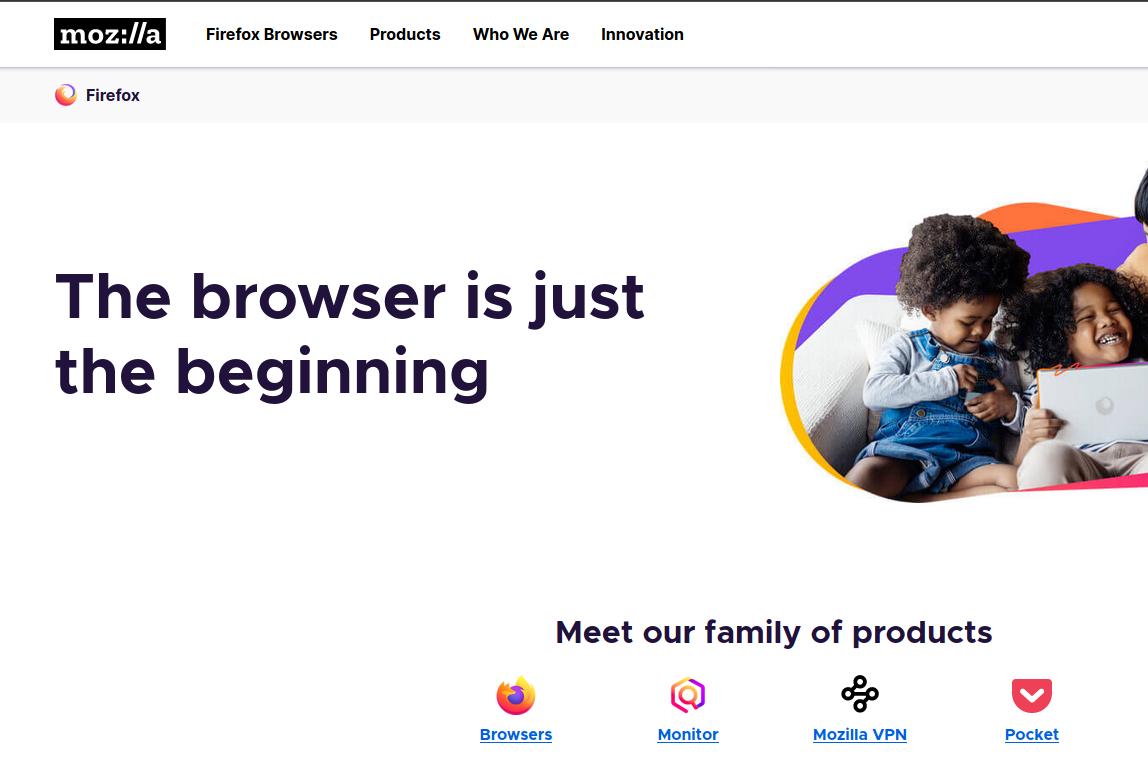 moz://a
Firefox Browsers Products Who We Are Innovation
Firefox
The browser is just
the beginning
Meet our family of products
Browsers Monitor Mozilla VPN Pocket